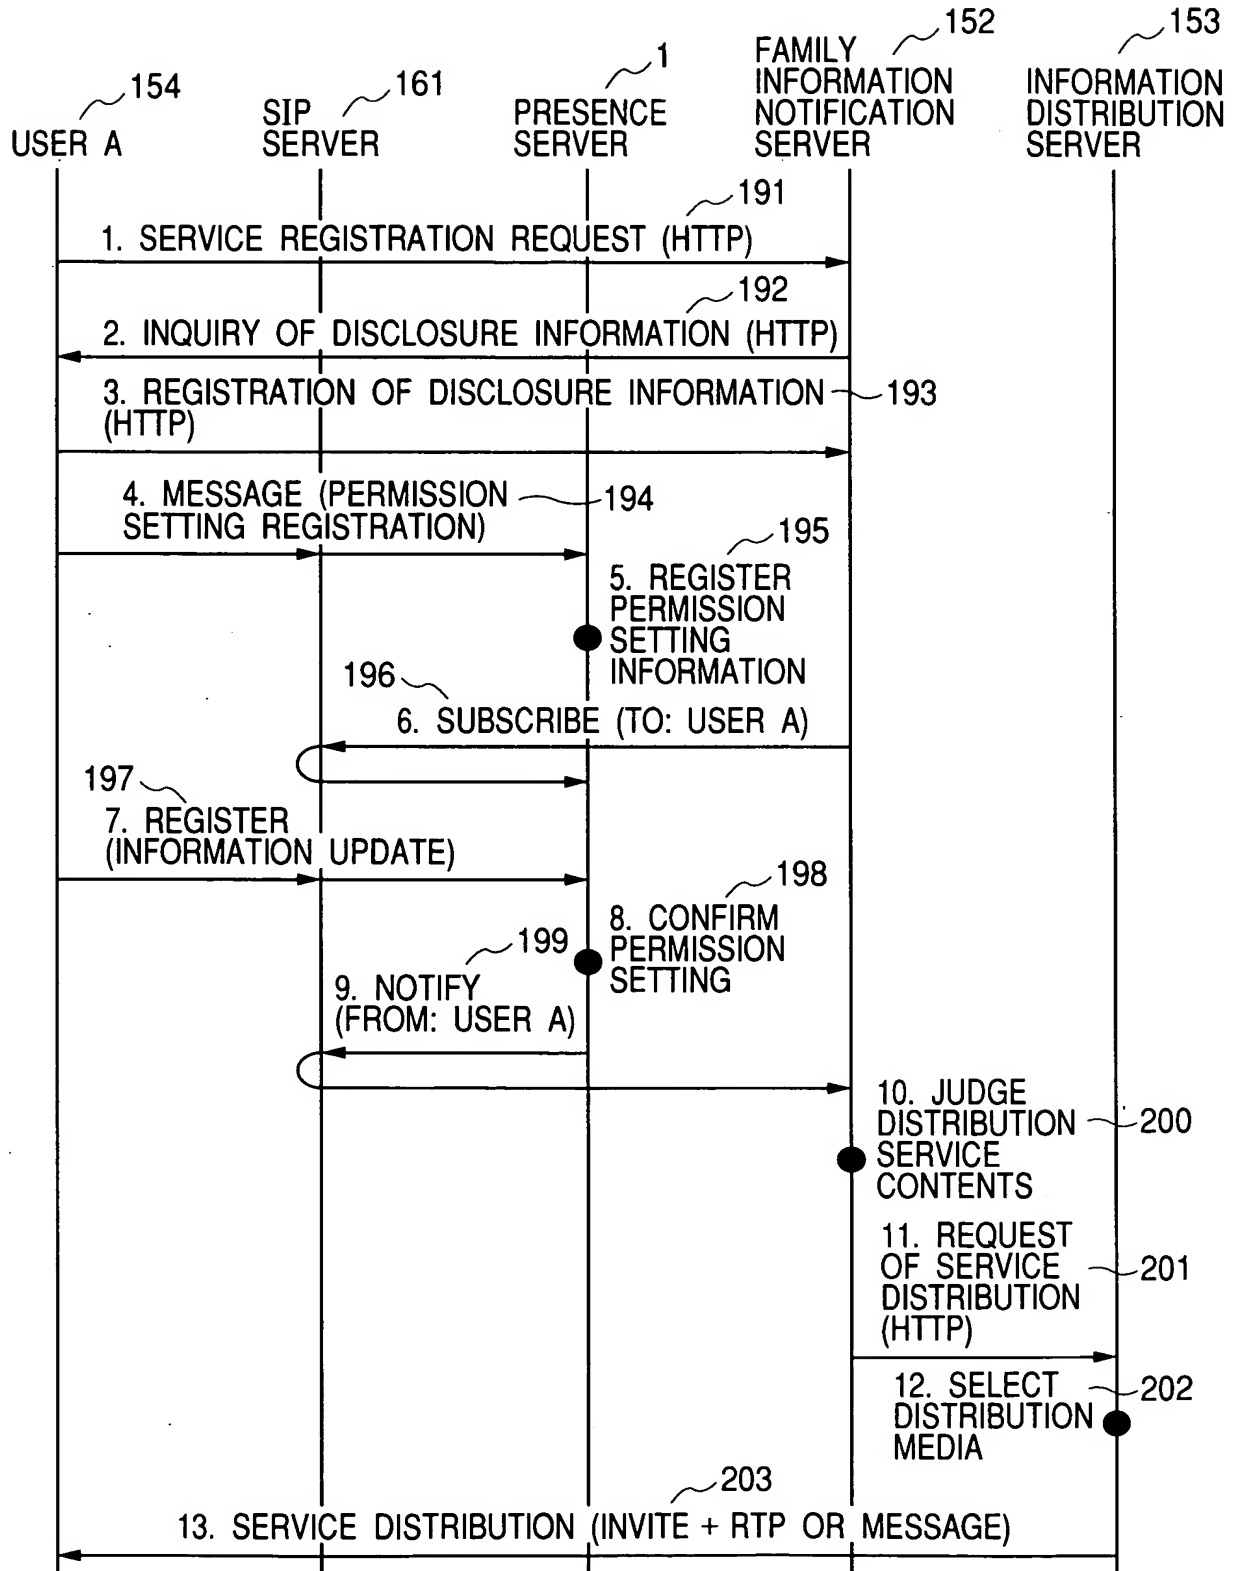 154
USER A
161
SIP
SERVER
1
PRESENCE
SERVER
152
FAMILY
INFORMATION
NOTIFICATION
SERVER
153
INFORMATION
DISTRIBUTION
SERVER
191
1. SERVICE REGISTRATION REQUEST (HTTP)
192
2. INQUIRY OF DISCLOSURE INFORMATION (HTTP)
3. REGISTRATION OF DISCLOSURE INFORMATION 193
(HTTP)
4. MESSAGE (PERMISSION 194
SETTING REGISTRATION)
195
5. REGISTER
PERMISSION
SETTING
INFORMATION
196
6. SUBSCRIBE (TO: USER A)
197
7. REGISTER
(INFORMATION UPDATE)
198
8. CONFIRM
PERMISSION
SETTING
199
9. NOTIFY
(FROM: USER A)
10. JUDGE
DISTRIBUTION 200
SERVICE
CONTENTS
11. REQUEST
OF SERVICE 201
DISTRIBUTION
(HTTP)
12. SELECT 202
DISTRIBUTION
MEDIA
203
13. SERVICE DISTRIBUTION (INVITE + RTP OR MESSAGE)